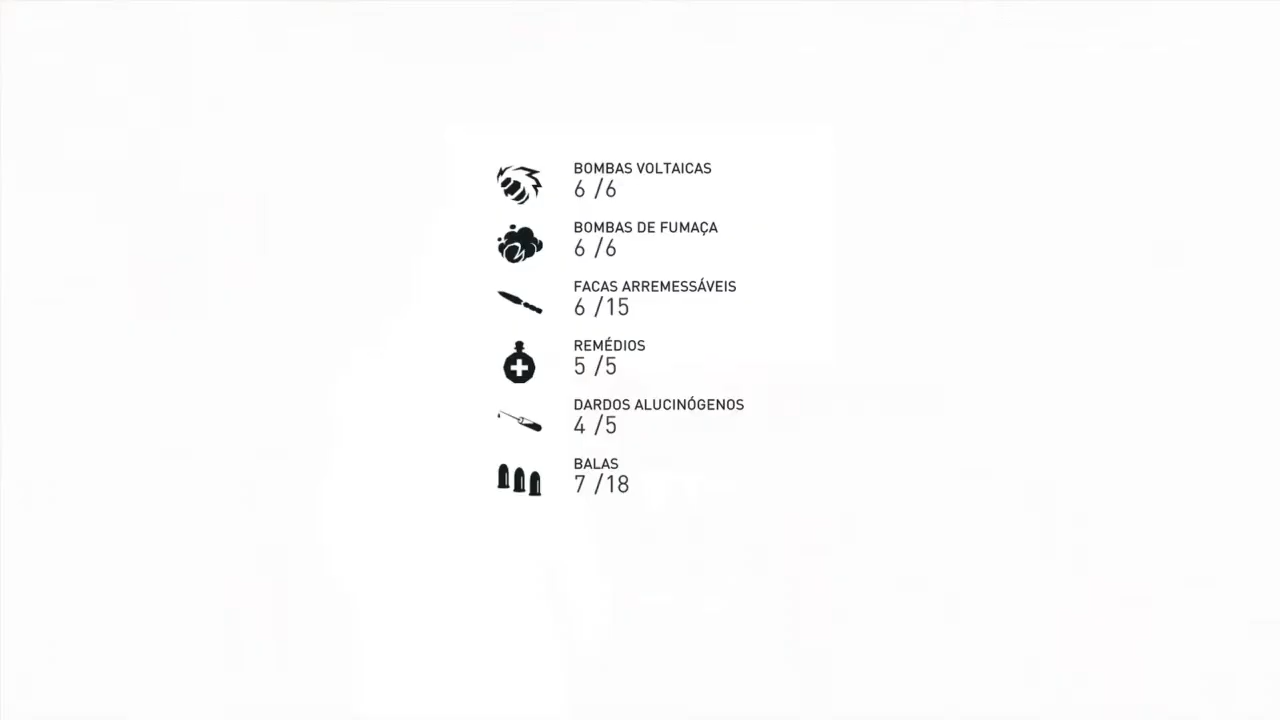 BOMBAS VOLTAICAS
6 /6
BOMBAS DE FUMAÇA
6 /6
FACAS ARREMESSÁVEIS
6 /15
REMÉDIOS
5 /5
DARDOS ALUCINÓGENOS
4 /5
BALAS
7 /18